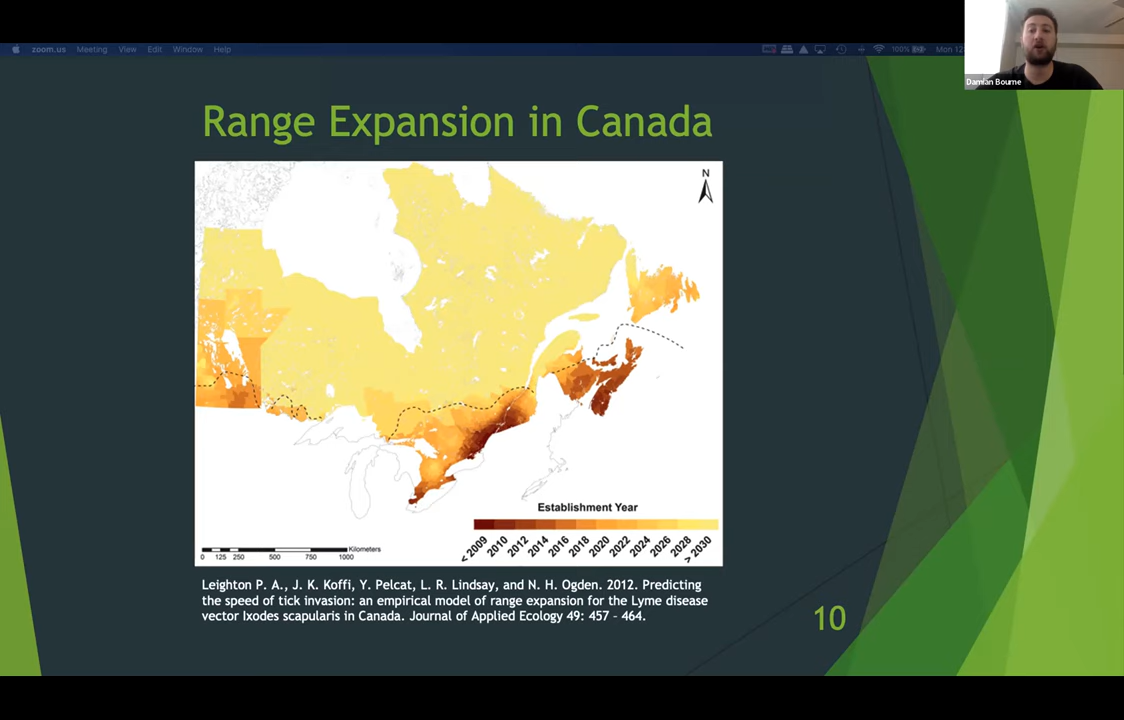 zoom.us Meeting View Edit Window Help
100%
Mon 12
Damian Bourne
Range Expansion in Canada
N
Establishment Year
< 2009 2010 2012 2014 2016 2018 2020 2022 2024 2026 2028 > 2030
Kilometers
0 125 250 500 750 1000
Leighton P. A., J. K. Koffi, Y. Pelcat, L. R. Lindsay, and N. H. Ogden. 2012. Predicting
the speed of tick invasion: an empirical model of range expansion for the Lyme disease
vector Ixodes scapularis in Canada. Journal of Applied Ecology 49: 457 – 464.
10